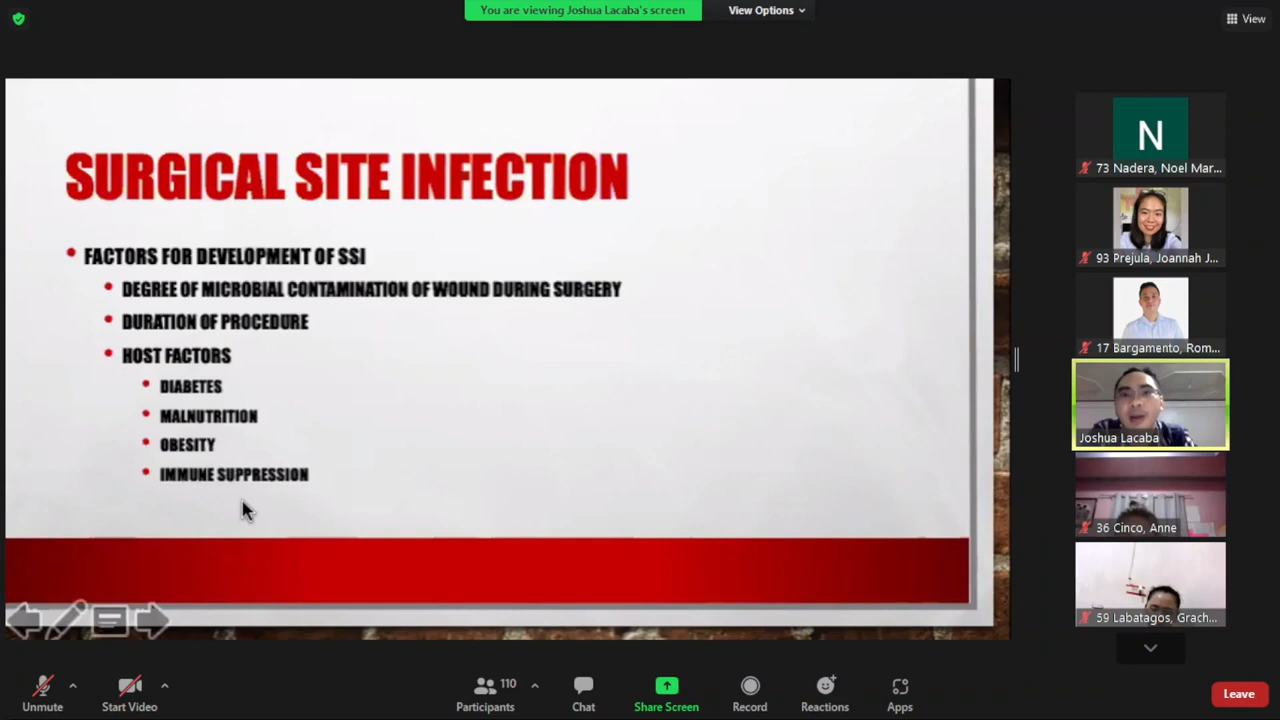 You are viewing Joshua Lacaba's screen
View Options
View
SURGICAL SITE INFECTION
FACTORS FOR DEVELOPMENT OF SSI
DEGREE OF MICROBIAL CONTAMINATION OF WOUND DURING SURGERY
DURATION OF PROCEDURE
HOST FACTORS
DIABETES
MALNUTRITION
OBESITY
IMMUNE SUPPRESSION
N
73 Nadera, Noel Mar...
93 Prejula, Joannah J...
17 Bargamento, Rom...
Joshua Lacaba
36 Cinco, Anne
59 Labatagos, Grach...
Unmute
Start Video
110
Participants
Chat
Share Screen
Record
Reactions
Apps
Leave